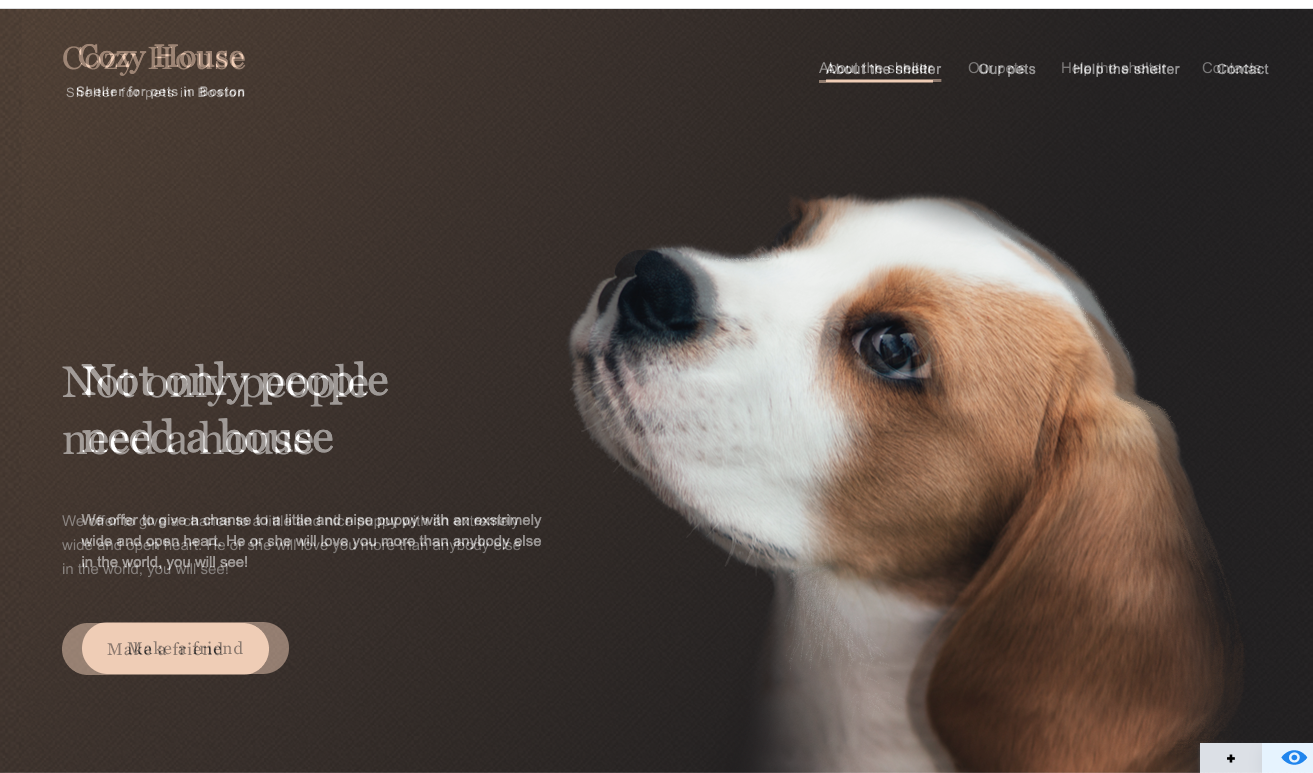 Cozy House
Shelter for pets in Boston
About the shelter
Our pets
Help the shelter
Contact
Not only people
need a house
We offer to give a chance to a little and nice puppy with an extremely
wide and open heart. He or she will love you more than anybody else
in the world, you will see!
Make a friend